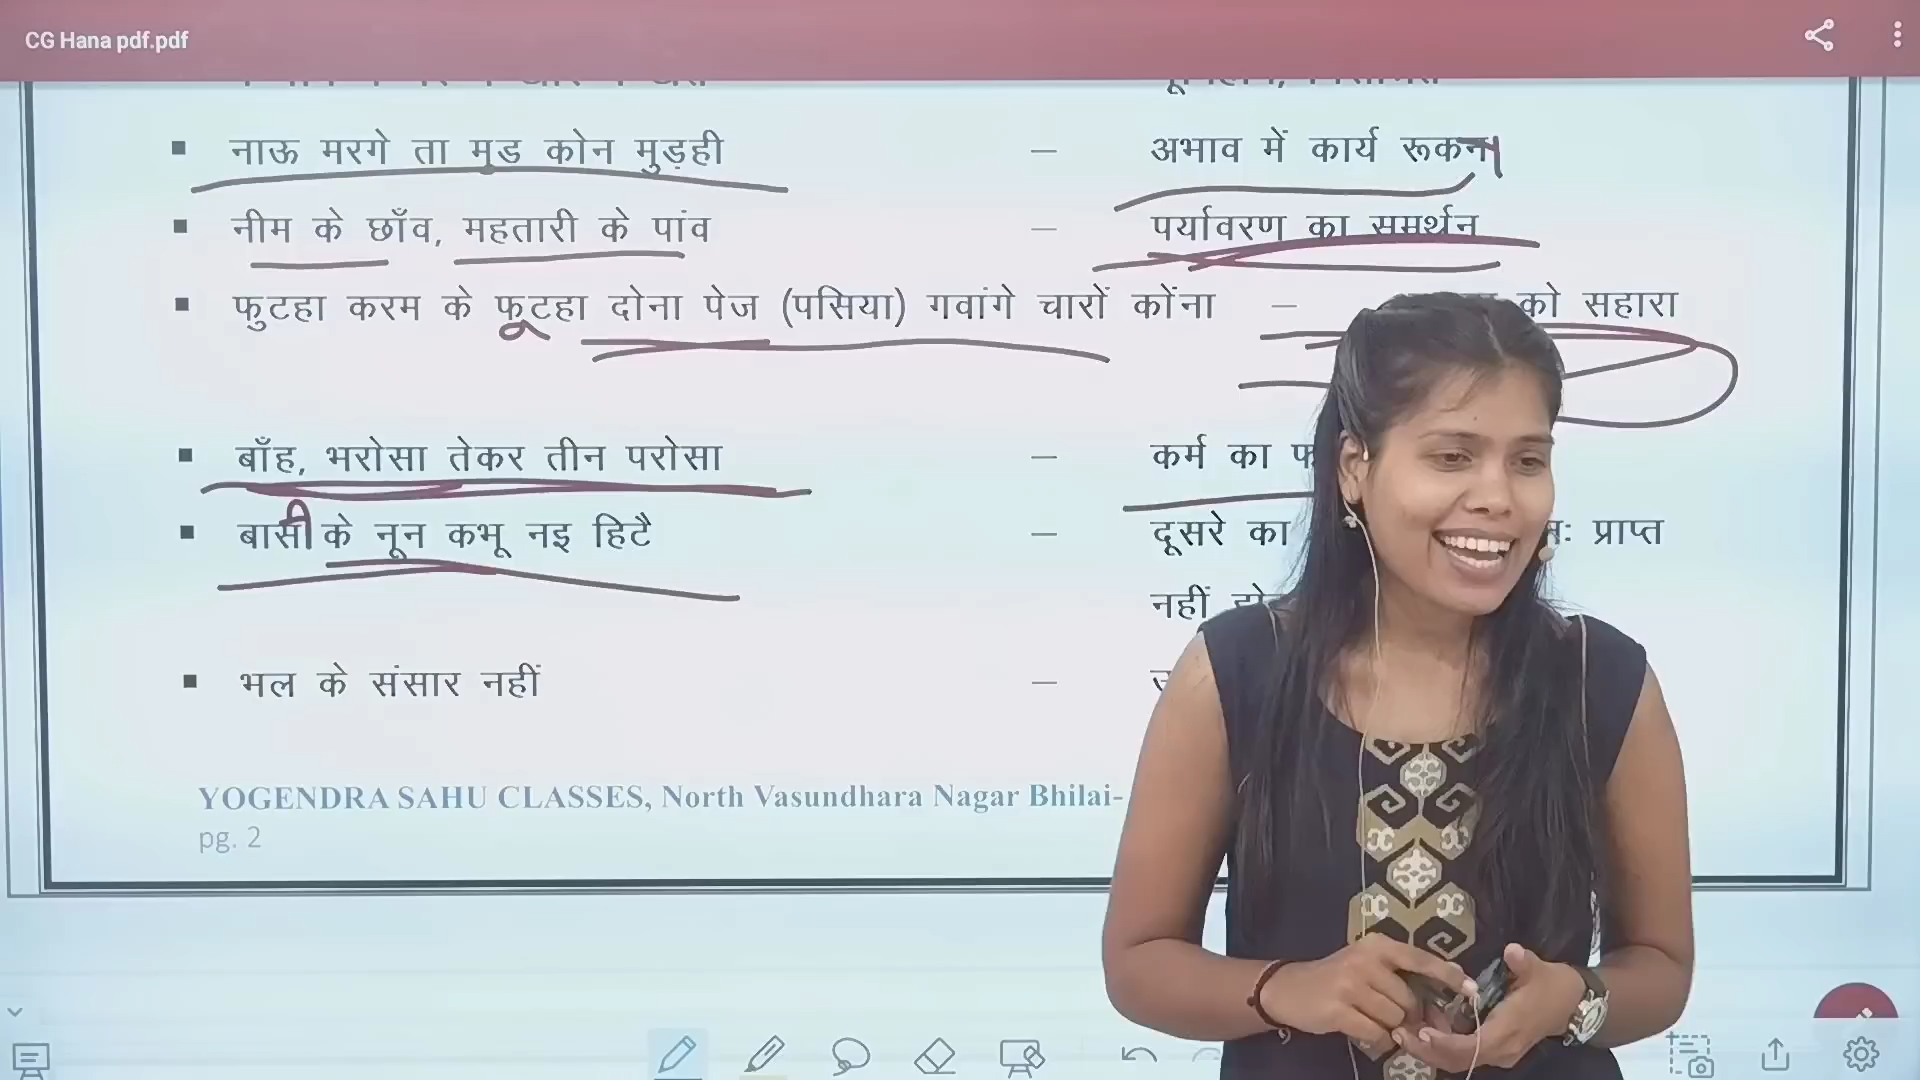 CG Hana pdf.pdf
नाऊ मरगे ता मुड कोन मुड़ही – अभाव में कार्य रूकना
नीम के छाँव, महतारी के पांव – पर्यावरण का समर्थन
फुटहा करम के फूटहा दोना पेज (पसिया) गवांगे चारों कोंना – को सहारा
बाँह, भरोसा तेकर तीन परोसा – कर्म का
बासी के नून कभू नइ हिटै – दूसरे का प्राप्त
नहीं
भल के संसार नहीं –
YOGENDRA SAHU CLASSES, North Vasundhara Nagar Bhilai-
pg. 2